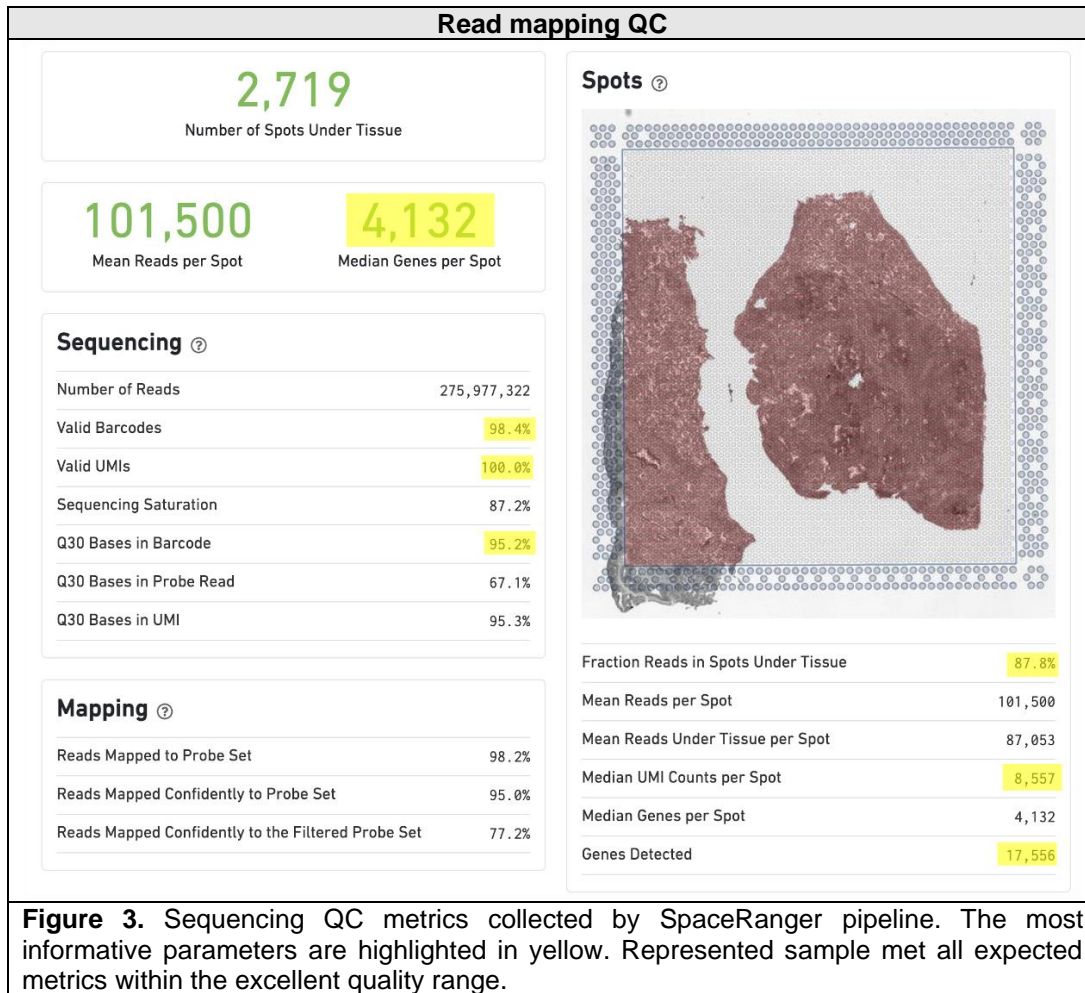 Read mapping QC
2,719
Number of Spots Under Tissue
101,500
Mean Reads per Spot
4,132
Median Genes per Spot
Sequencing ?
Number of Reads 275,977,322
Valid Barcodes 98.4%
Valid UMIs 100.0%
Sequencing Saturation 87.2%
Q30 Bases in Barcode 95.2%
Q30 Bases in Probe Read 67.1%
Q30 Bases in UMI 95.3%
Mapping ?
Reads Mapped to Probe Set 98.2%
Reads Mapped Confidently to Probe Set 95.0%
Reads Mapped Confidently to the Filtered Probe Set 77.2%
Spots ?
Fraction Reads in Spots Under Tissue 87.8%
Mean Reads per Spot 101,500
Mean Reads Under Tissue per Spot 87,053
Median UMI Counts per Spot 8,557
Median Genes per Spot 4,132
Genes Detected 17,556
Figure 3. Sequencing QC metrics collected by SpaceRanger pipeline. The most
informative parameters are highlighted in yellow. Represented sample met all expected
metrics within the excellent quality range.